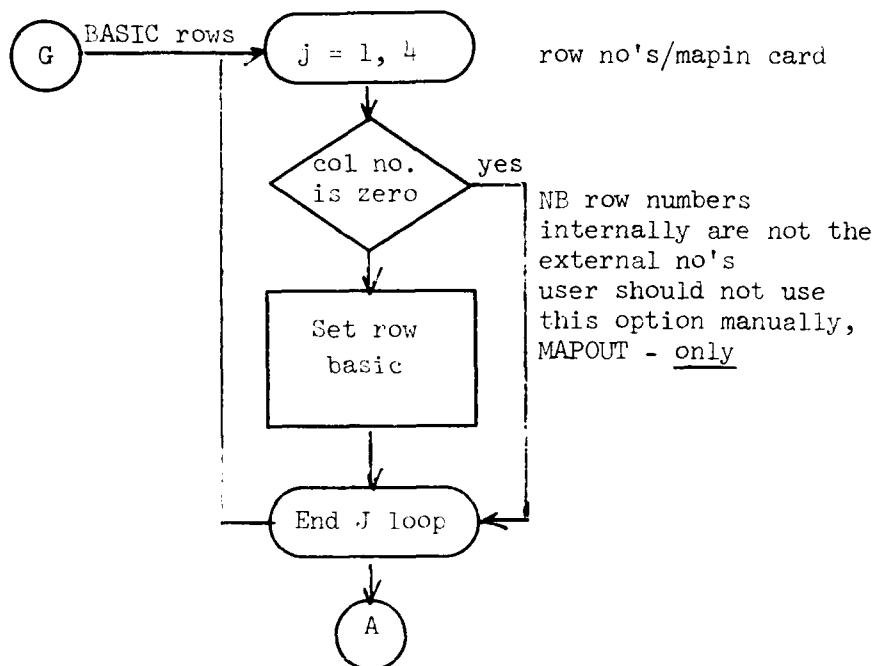 G
BASIC rows
j = 1, 4
row no's/mapin card
col no.
is zero
yes
NB row numbers
internally are not the
external no's
user should not use
this option manually,
MAPOUT - only
Set row
basic
End J loop
A